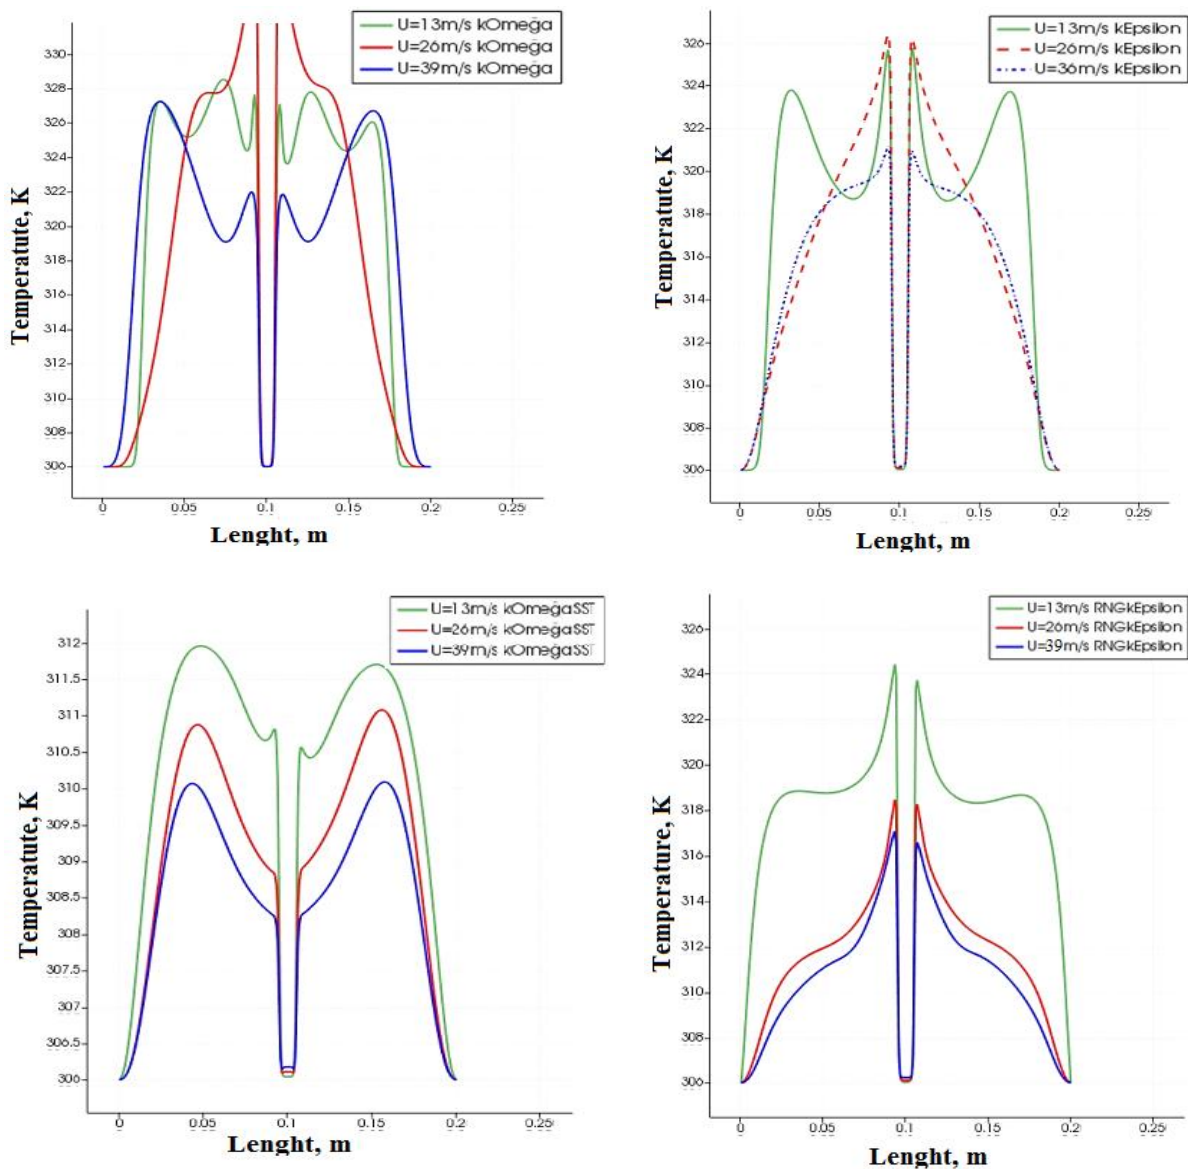 U=13m/s kOmega
U=26m/s kOmega
U=39m/s kOmega
330
328
326
324
322
320
318
316
314
312
310
308
306
Temperatute, K
0 0.05 0.1 0.15 0.2 0.25
Lenght, m
U=13m/s kEpsilon
U=26m/s kEpsilon
U=36m/s kEpsilon
326
324
322
320
318
316
314
312
310
308
306
Temperatute, K
0 0.05 0.1 0.15 0.2 0.25
Lenght, m
U=13m/s kOmegaSST
U=26m/s kOmegaSST
U=39m/s kOmegaSST
312
311.5
311
310.5
310
309.5
309
308.5
308
307.5
307
306.5
306
Temperatute, K
0 0.05 0.1 0.15 0.2 0.25
Lenght, m
U=13m/s RNGkEpsilon
U=26m/s RNGkEpsilon
U=39m/s RNGkEpsilon
326
324
322
320
318
316
314
312
310
308
306
Temperature, K
0 0.05 0.1 0.15 0.2 0.25
Lenght, m